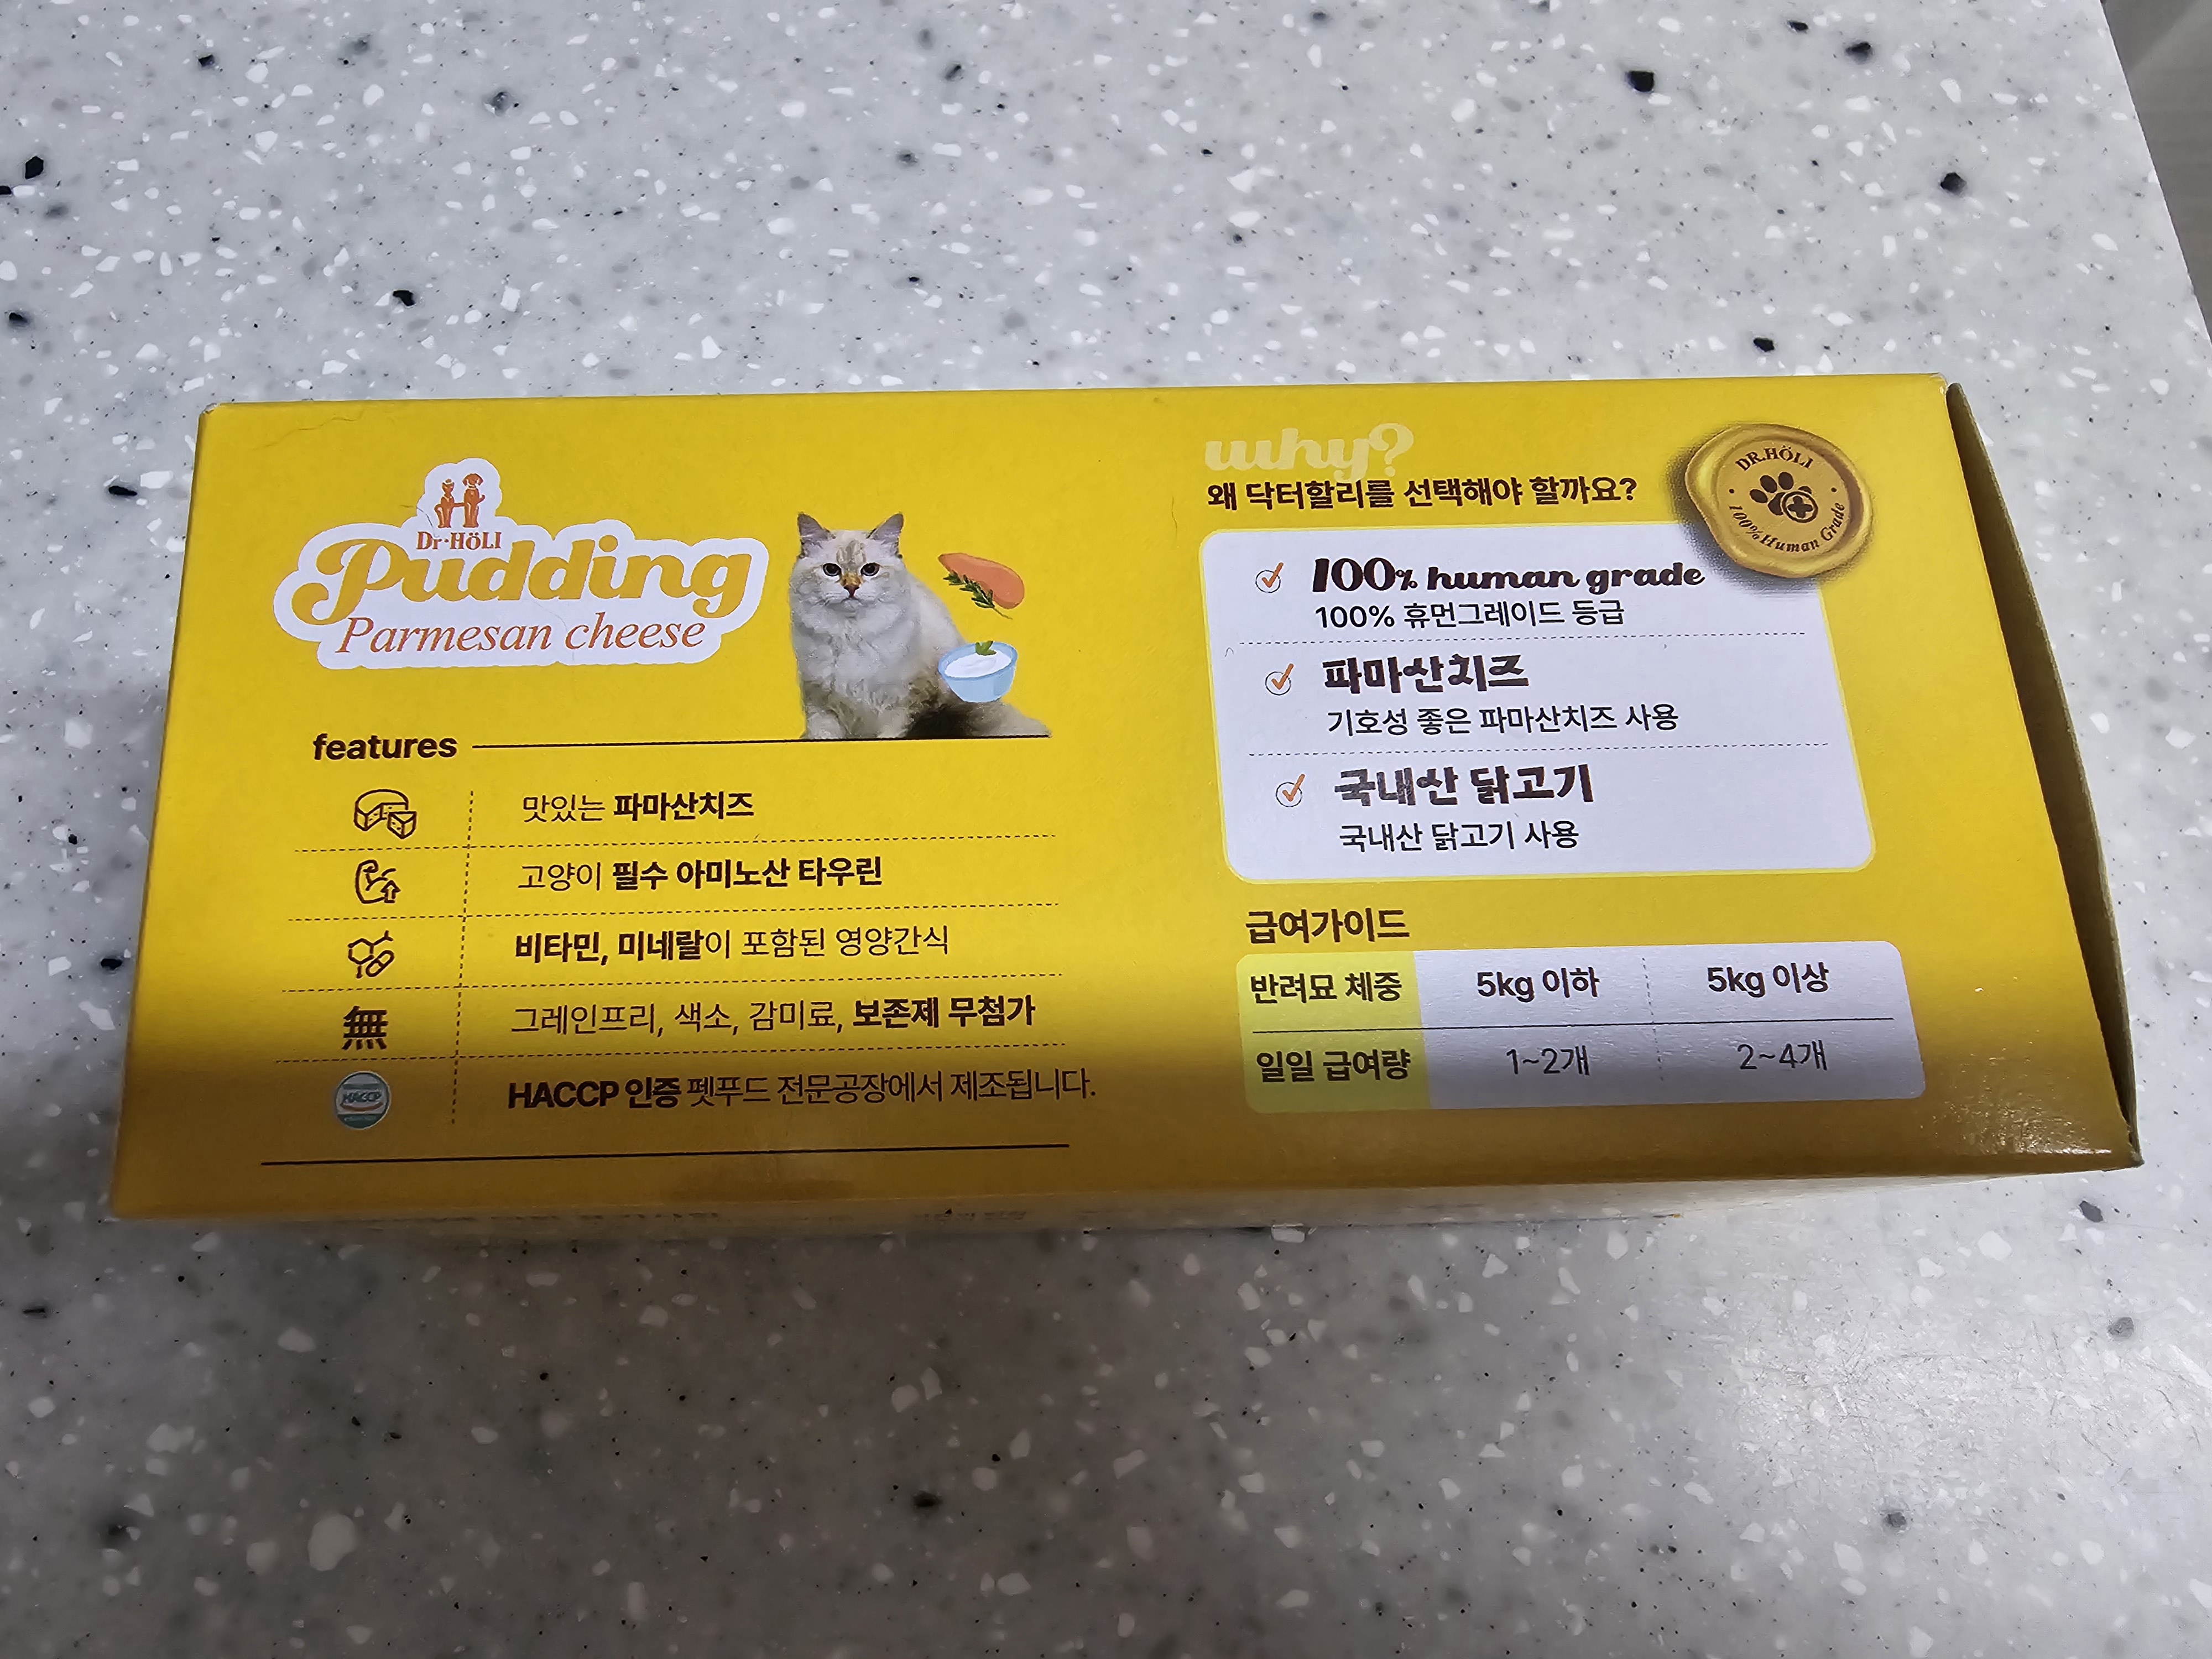 Dr·HöLI
Pudding
Parmesan cheese
features
맛있는 파마산치즈
고양이 필수 아미노산 타우린
비타민, 미네랄이 포함된 영양간식
無
그레인프리, 색소, 감미료, 보존제 무첨가
HACCP
HACCP 인증 펫푸드 전문공장에서 제조됩니다.
why?
왜 닥터할리를 선택해야 할까요?
DR.HÖLI
100% Human Grade
100% human grade
100% 휴먼그레이드 등급
파마산치즈
기호성 좋은 파마산치즈 사용
국내산 닭고기
국내산 닭고기 사용
급여가이드
반려묘 체중 5kg 이하 5kg 이상
일일 급여량 1~2개 2~4개